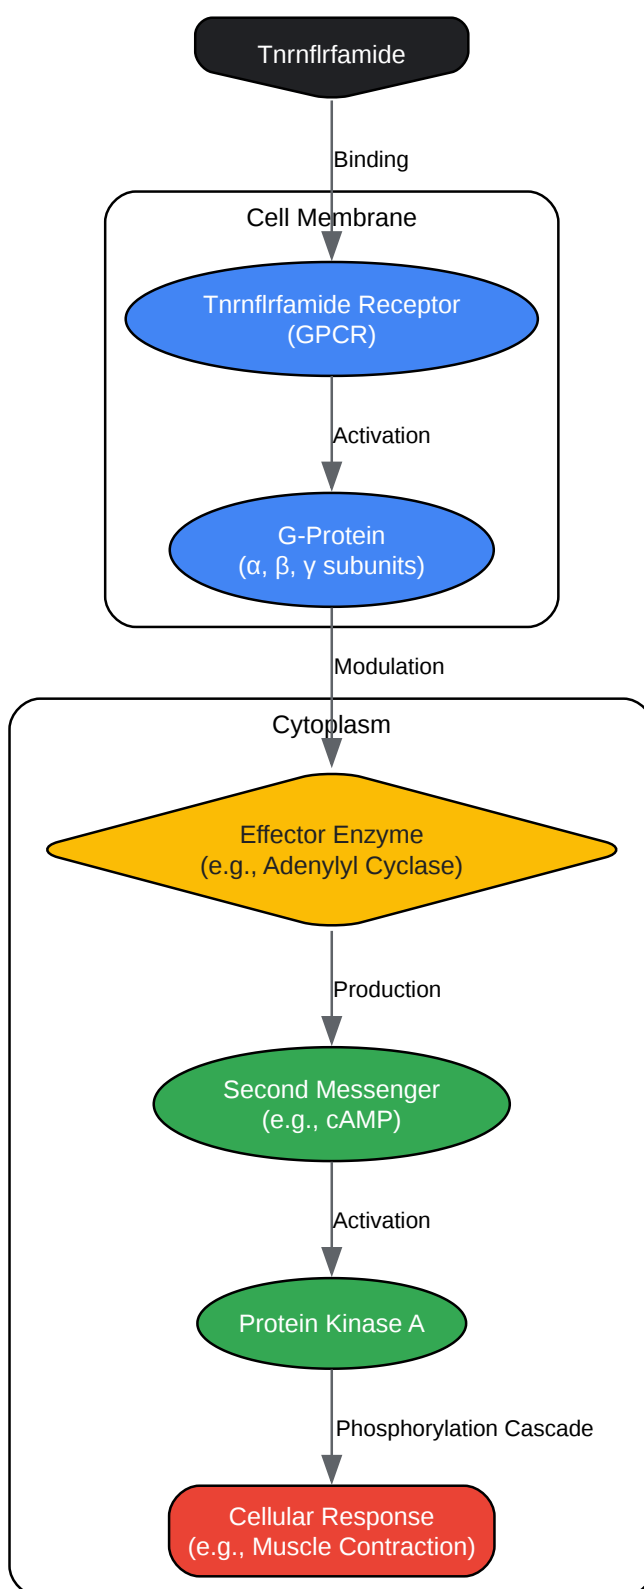 Tnrnflrfamide
Binding
Cell Membrane
Tnrnflrfamide Receptor
(GPCR)
Activation
G-Protein
(α, β, γ subunits)
Modulation
Cytoplasm
Effector Enzyme
(e.g., Adenylyl Cyclase)
Production
Second Messenger
(e.g., cAMP)
Activation
Protein Kinase A
Phosphorylation Cascade
Cellular Response
(e.g., Muscle Contraction)